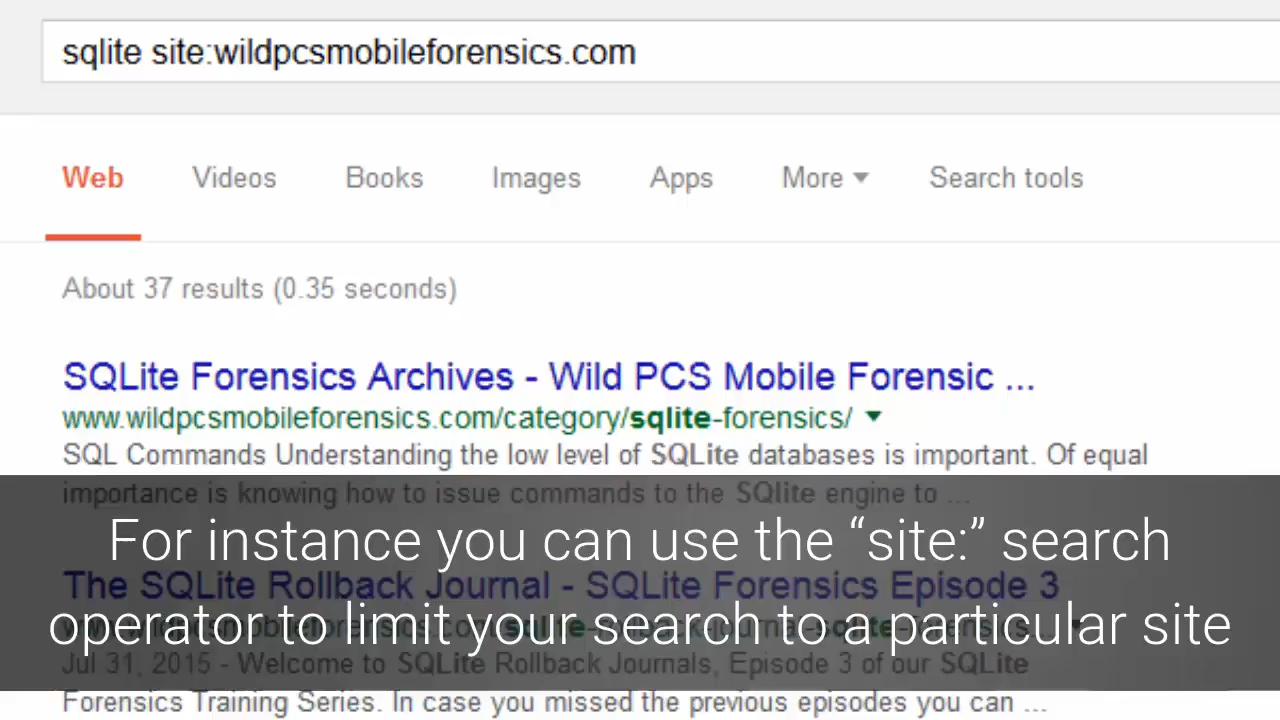 sqlite site:wildpcsmobileforensics.com
Web Videos Books Images Apps More Search tools
About 37 results (0.35 seconds)
SQLite Forensics Archives - Wild PCS Mobile Forensic ...
www.wildpcsmobileforensics.com/category/sqlite-forensics/
SQL Commands Understanding the low level of SQLite databases is important. Of equal
importance is knowing how to issue commands to the SQlite engine to ...
For instance you can use the “site:” search
The SQLite Rollback Journal - SQLite Forensics Episode 3
operator to limit your search to a particular site
Jul 31, 2015 - Welcome to SQLite Rollback Journals, Episode 3 of our SQLite
Forensics Training Series. In case you missed the previous episodes you can ...